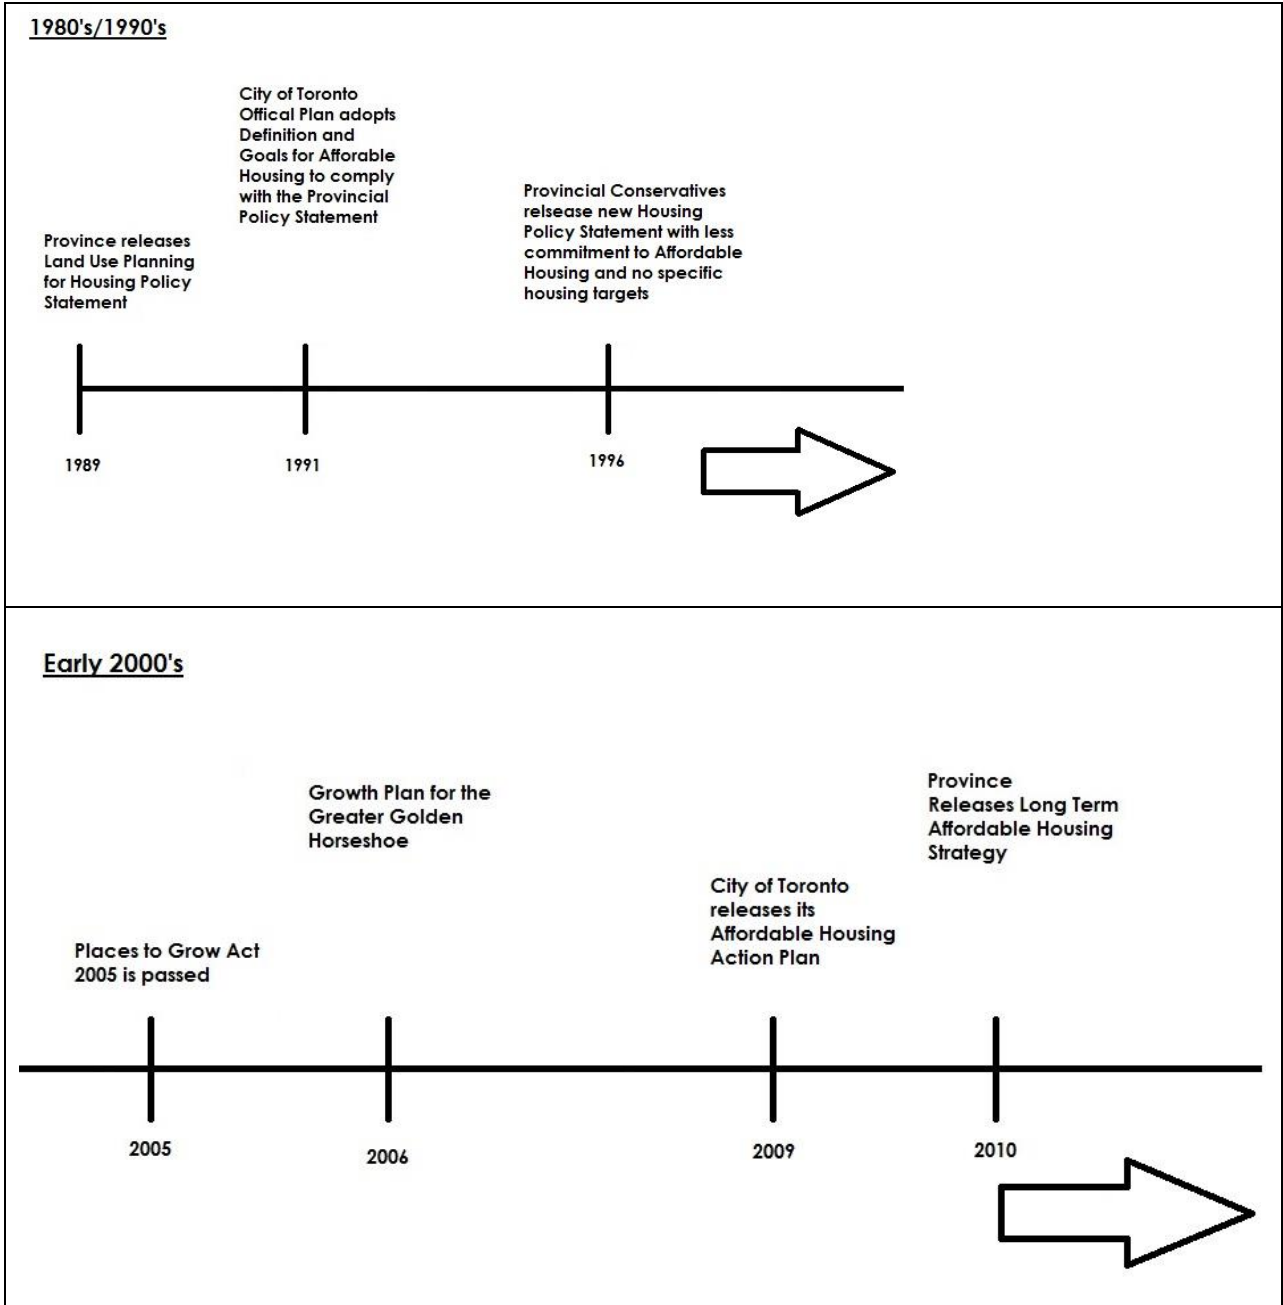 1980's/1990's
City of Toronto
Offical Plan adopts
Definition and
Goals for Afforable
Housing to comply
with the Provincial
Policy Statement
Provincial Conservatives
relsease new Housing
Policy Statement with less
commitment to Affordable
Housing and no specific
housing targets
Province releases
Land Use Planning
for Housing Policy
Statement
1989
1991
1996
Early 2000's
Growth Plan for the
Greater Golden
Horseshoe
Province
Releases Long Term
Affordable Housing
Strategy
City of Toronto
releases its
Affordable Housing
Action Plan
Places to Grow Act
2005 is passed
2005
2006
2009
2010